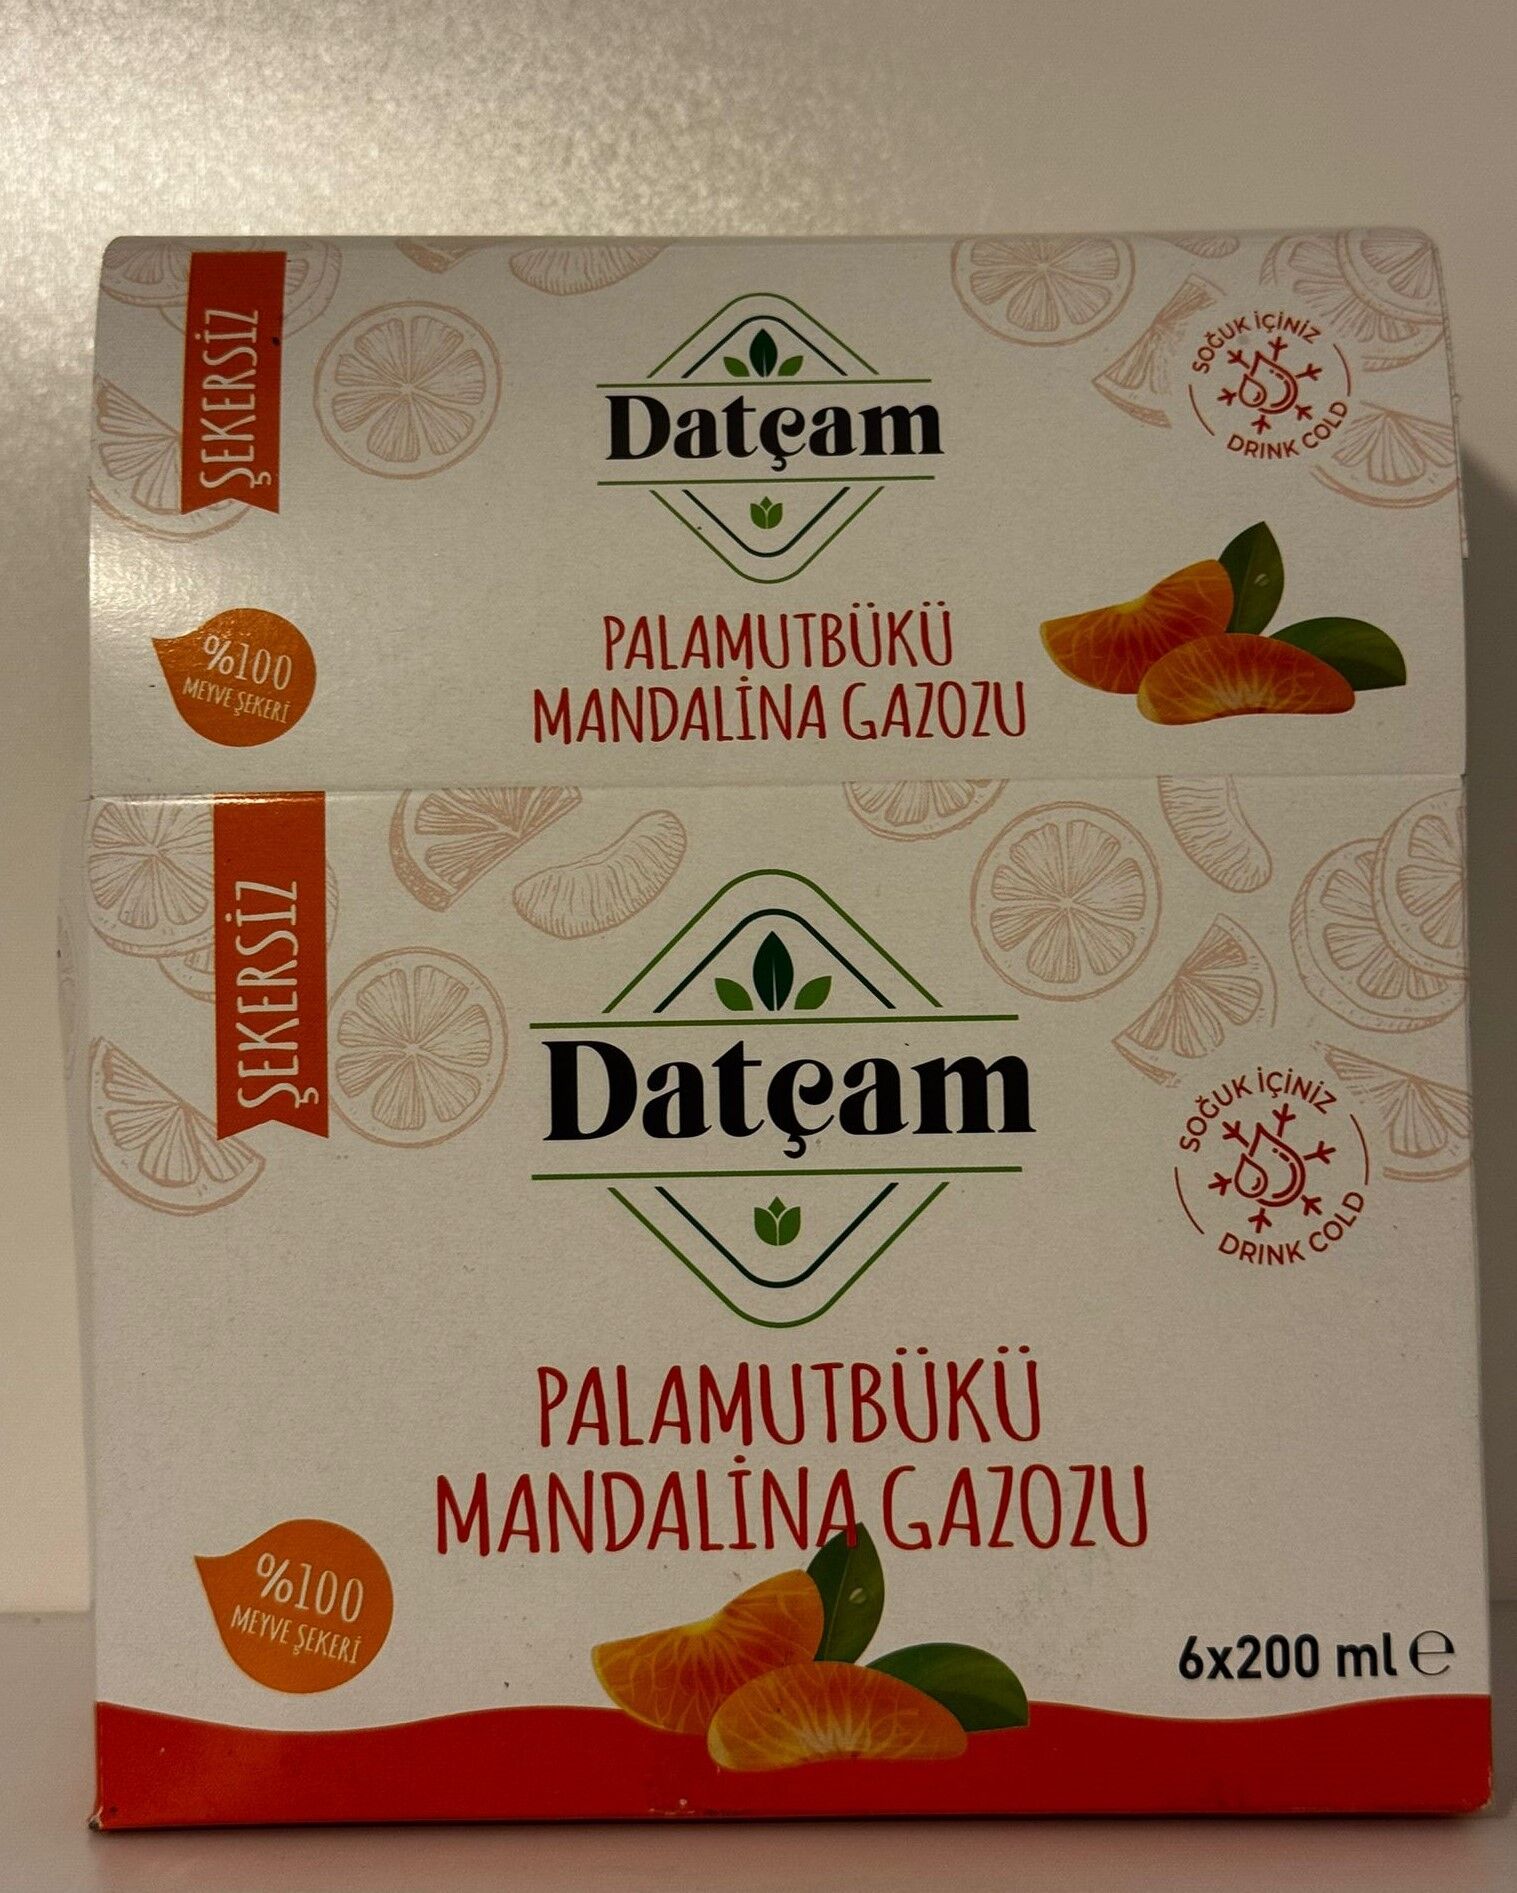 ŞEKERSİZ
Datçam
SOĞUK İÇİNİZ
DRINK COLD
%100
MEYVE ŞEKERİ
PALAMUTBÜKÜ
MANDALİNA GAZOZU
ŞEKERSİZ
Datçam
SOĞUK İÇİNİZ
DRINK COLD
PALAMUTBÜKÜ
MANDALİNA GAZOZU
%100
MEYVE ŞEKERİ
6x200 ml ℮